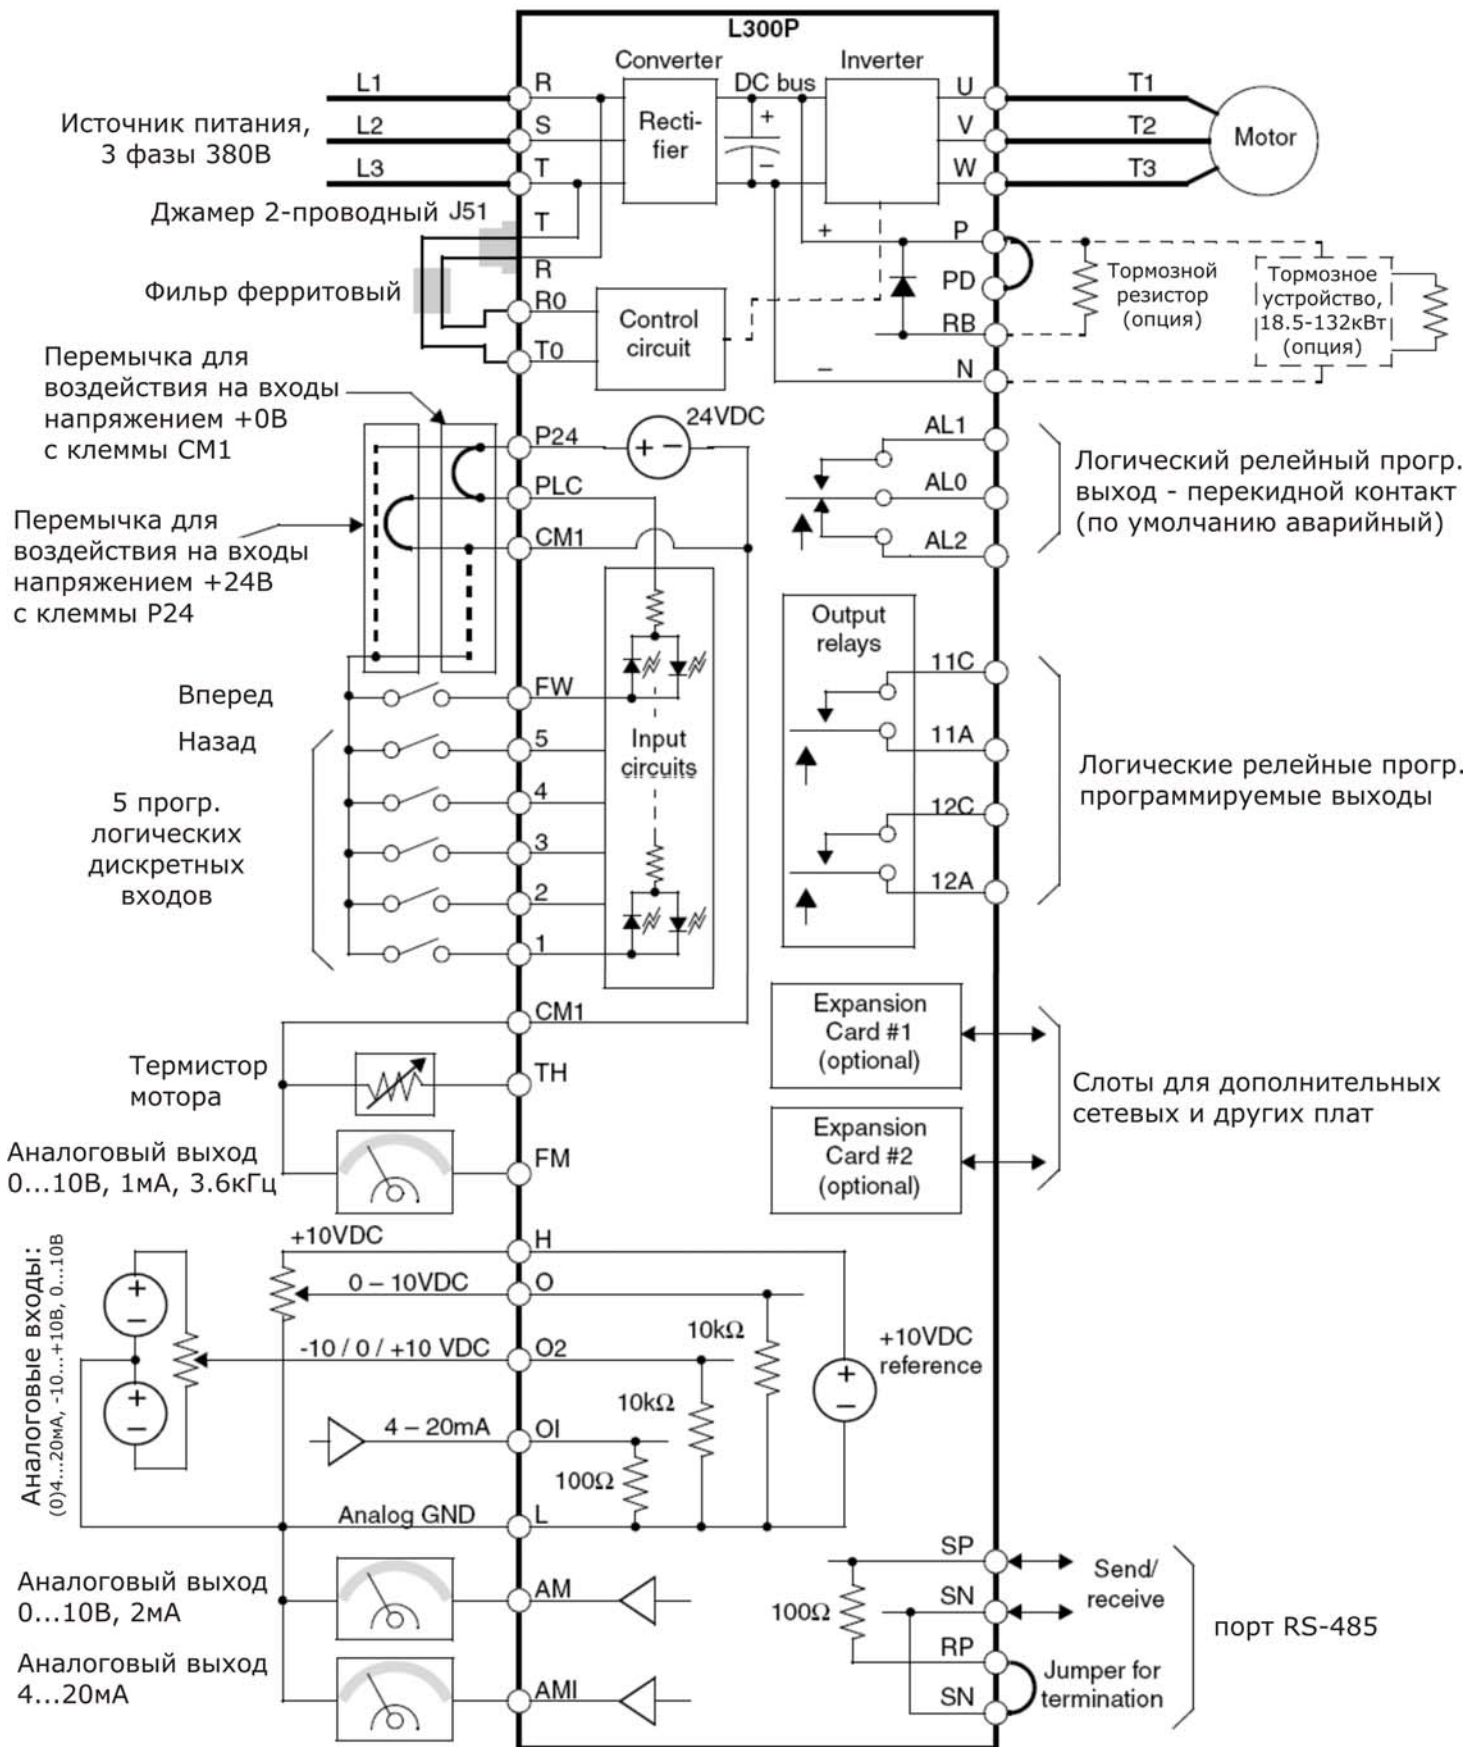 L300P
Converter
Inverter
L1
R
DC bus
U
T1
Источник питания,
3 фазы 380В
L2
S
Recti-
fier
+
V
T2
Motor
L3
T
–
W
T3
Джамер 2-проводный J51
T
+
P
R
Фильр ферритовый
PD
Тормозной
резистор
(опция)
Тормозное
устройство,
18.5-132кВт
(опция)
R0
Control
circuit
RB
T0
–
N
Перемычка для
воздействия на входы
напряжением +0В
с клеммы CM1
P24
+ –
24VDC
AL1
PLC
AL0
Логический релейный прогр.
выход - перекидной контакт
(по умолчанию аварийный)
Перемычка для
воздействия на входы
напряжением +24В
с клеммы P24
CM1
AL2
Output
relays
11C
Вперед
FW
Назад
5
Input
circuits
11A
Логические релейные прогр.
программируемые выходы
5 прогр.
логических
дискретных
входов
4
12C
3
2
12A
1
CM1
Expansion
Card #1
(optional)
Термистор
мотора
TH
Слоты для дополнительных
сетевых и других плат
Expansion
Card #2
(optional)
Аналоговый выход
0...10В, 1мА, 3.6кГц
FM
Аналоговые входы:
(0)4...20мА, -10...+10В, 0...10В
+10VDC
H
+
–
0 – 10VDC
O
10kΩ
+10VDC
reference
-10 / 0 / +10 VDC
O2
+
–
+
–
10kΩ
4 – 20mA
OI
100Ω
Analog GND
L
SP
Send/
receive
Аналоговый выход
0...10В, 2мА
AM
100Ω
SN
порт RS-485
Аналоговый выход
4...20мА
RP
Jumper for
termination
AMI
SN